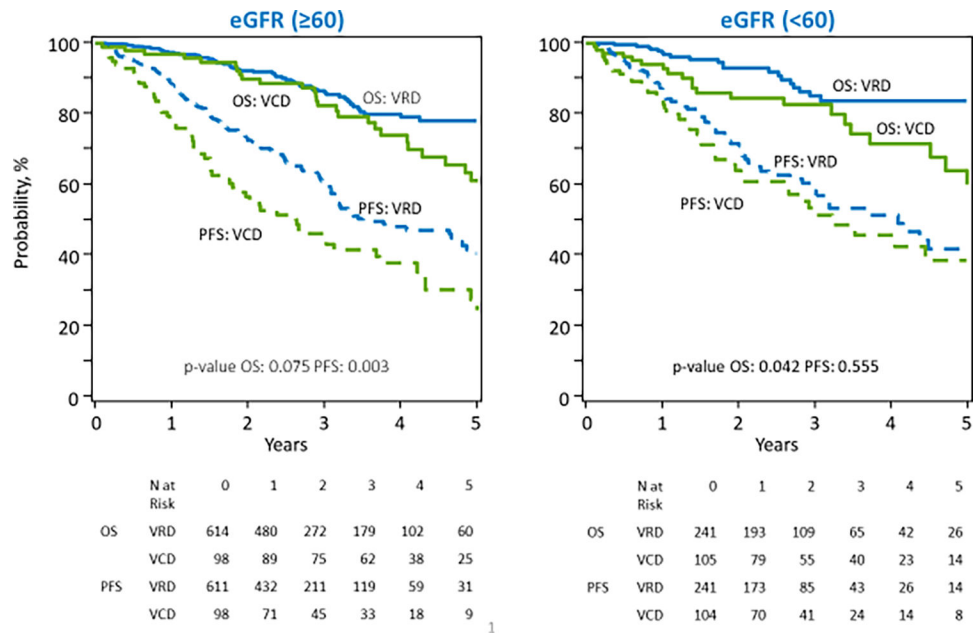 eGFR (≥60)
100
80
60
40
20
0
Probability, %
OS: VCD
OS: VRD
PFS: VRD
PFS: VCD
p-value OS: 0.075 PFS: 0.003
0 1 2 3 4 5
Years
N at Risk 0 1 2 3 4 5
OS VRD 614 480 272 179 102 60
VCD 98 89 75 62 38 25
PFS VRD 611 432 211 119 59 31
VCD 98 71 45 33 18 9
eGFR (<60)
100
80
60
40
20
0
OS: VRD
OS: VCD
PFS: VRD
PFS: VCD
p-value OS: 0.042 PFS: 0.555
0 1 2 3 4 5
Years
N at Risk 0 1 2 3 4 5
OS VRD 241 193 109 65 42 26
VCD 105 79 55 40 23 14
PFS VRD 241 173 85 43 26 14
VCD 104 70 41 24 14 8
1